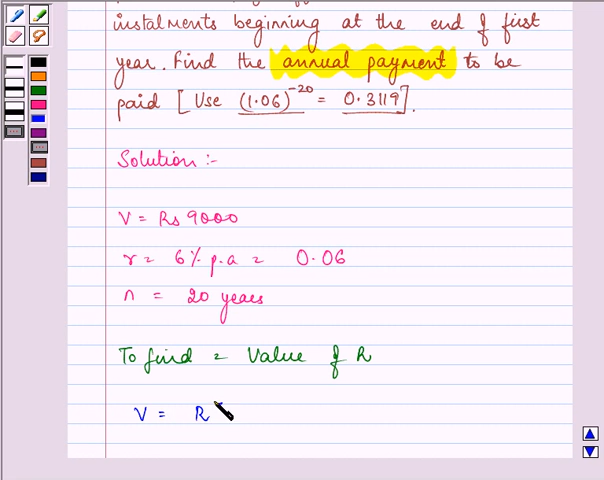 instalments beginning at the end of first
year. Find the annual payment to be
paid [Use (1.06)⁻²⁰ = 0.3119].
Solution :-
V = Rs 9000
r = 6% p.a = 0.06
n = 20 years
To find = Value of R
V = R